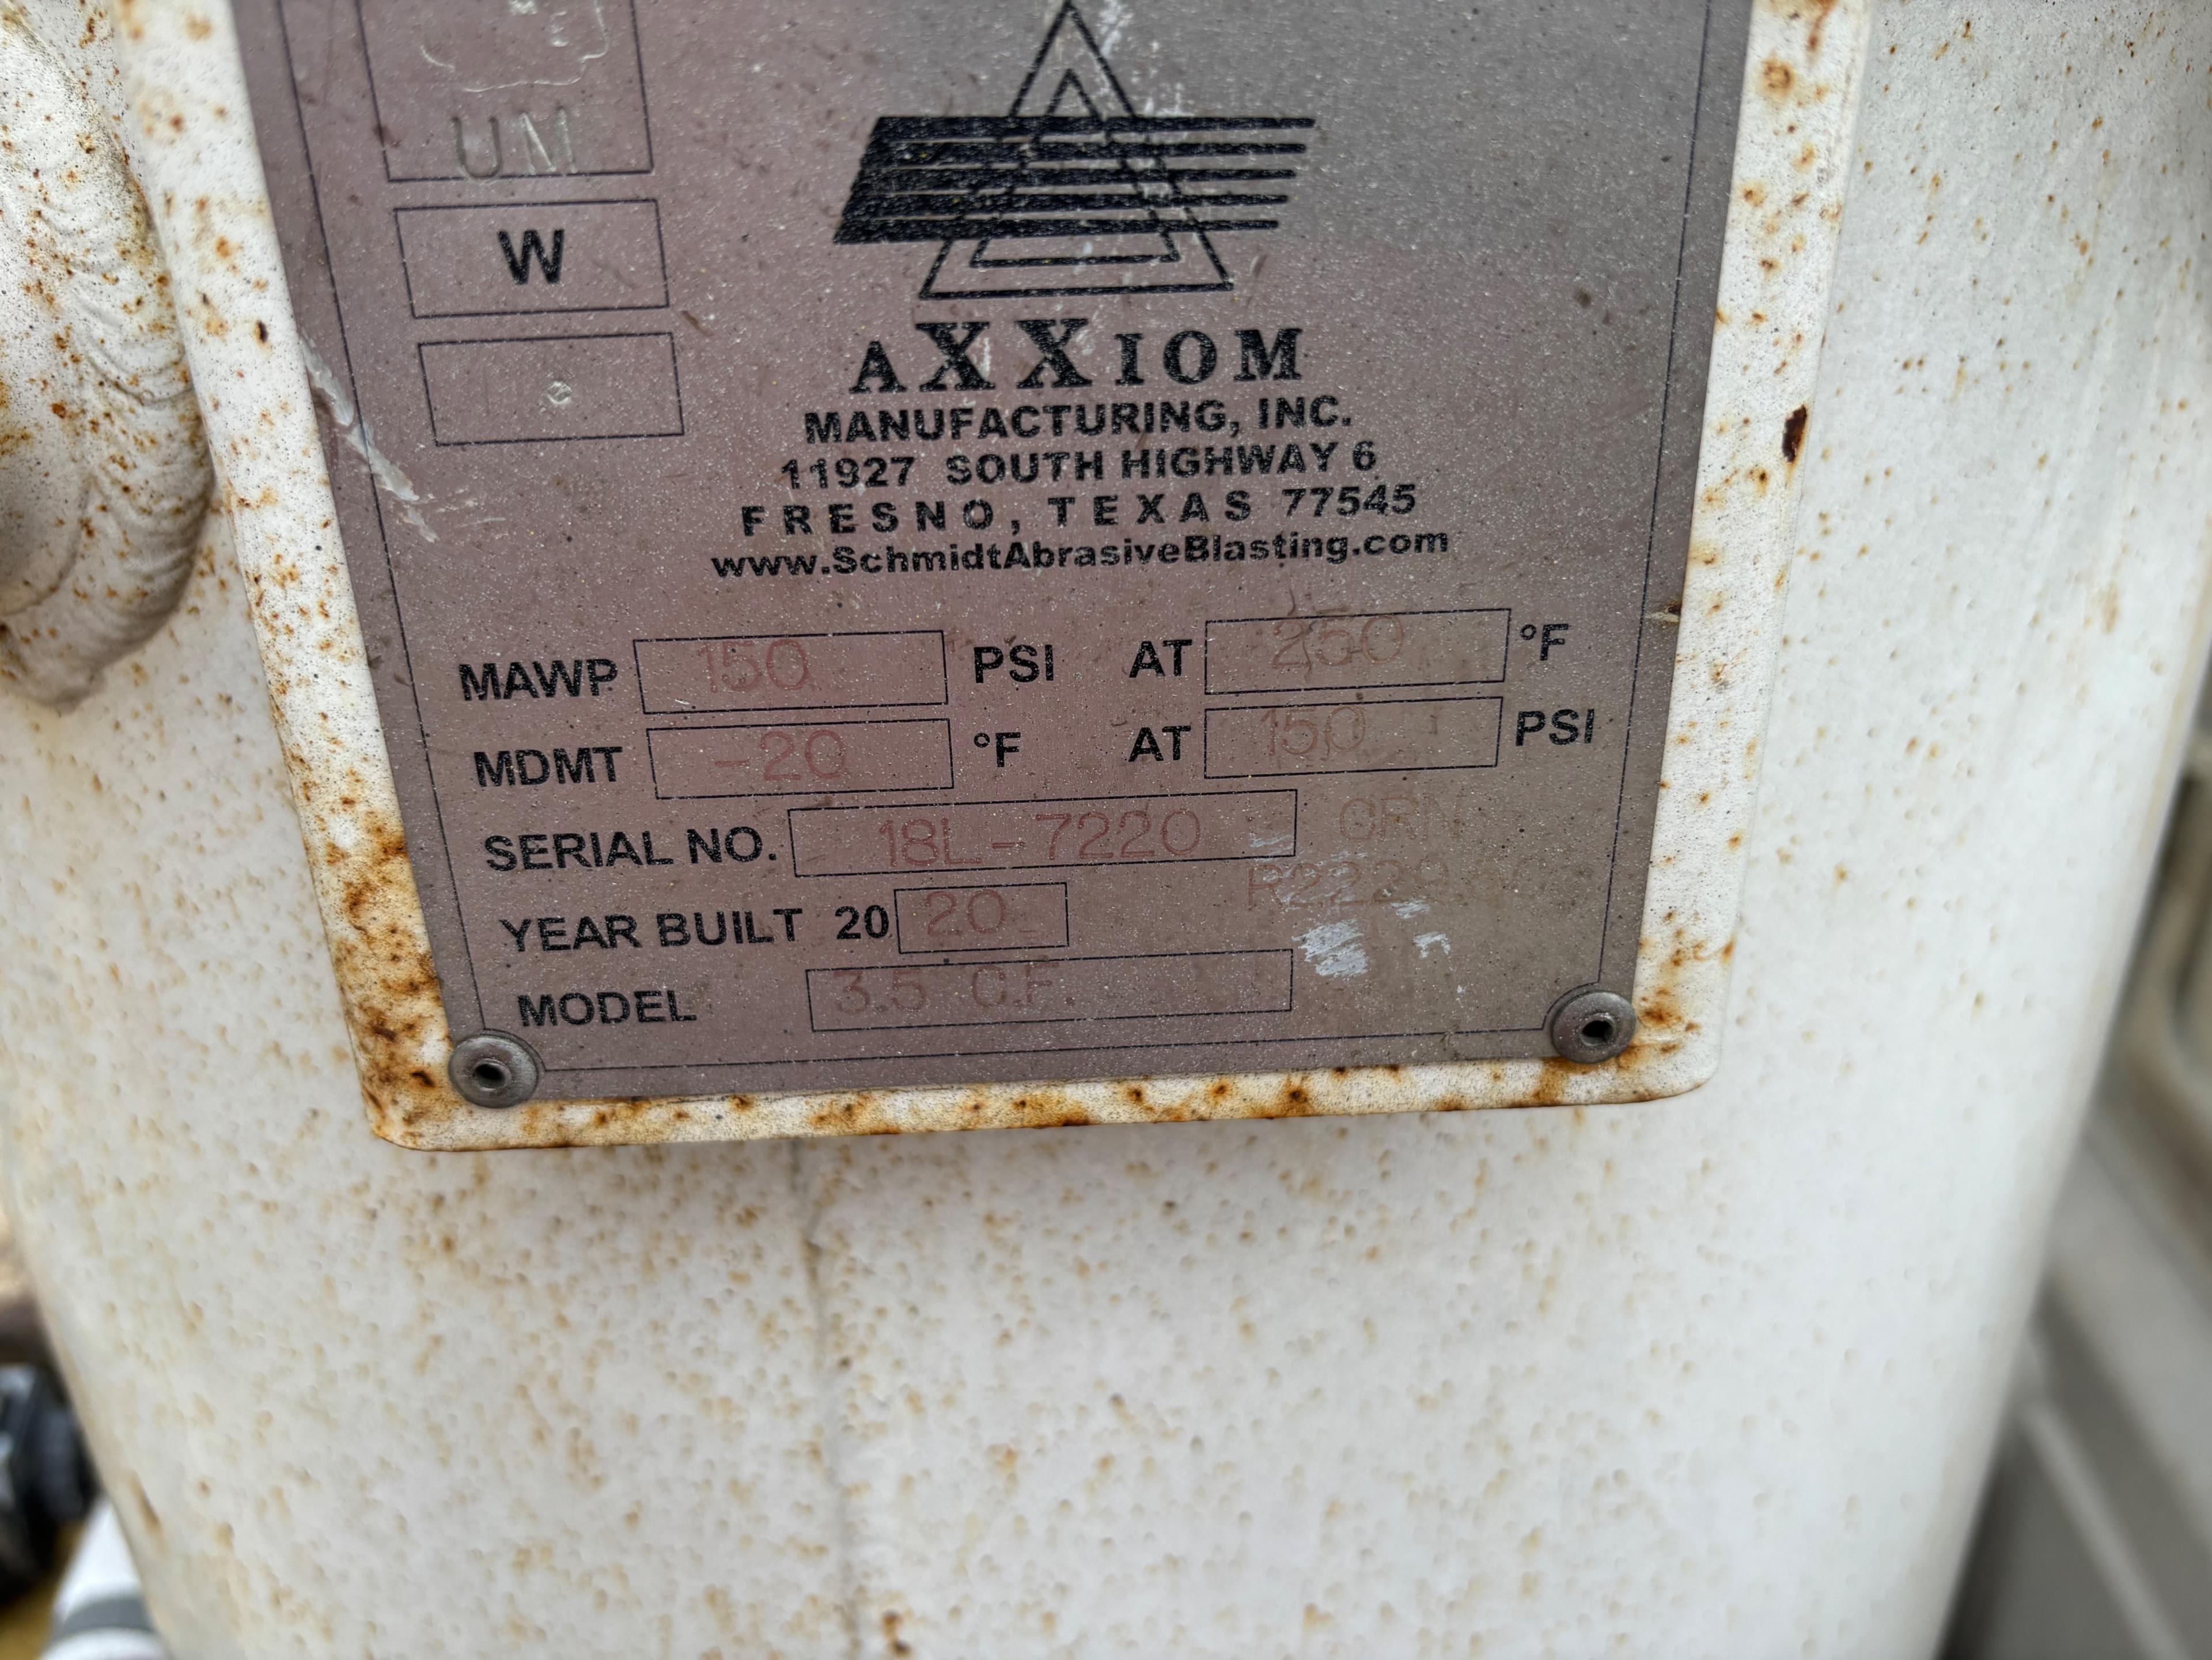 UM
W
AXXIOM
MANUFACTURING, INC.
11927 SOUTH HIGHWAY 6
FRESNO, TEXAS 77545
www.SchmidtAbrasiveBlasting.com
MAWP 150 PSI AT 250 °F
MDMT -20 °F AT 150 PSI
SERIAL NO. 18L-7220
CRN
YEAR BUILT 20 20
MODEL 3.5 CF